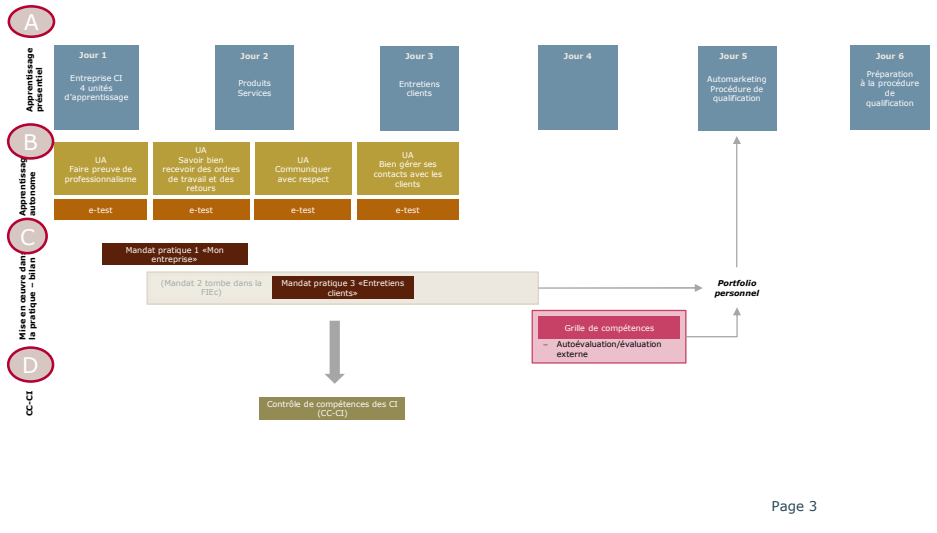 A
Apprentissage
présentiel
Jour 1
Entreprise CI
4 unités
d'apprentissage
Jour 2
Produits
Services
Jour 3
Entretiens
clients
Jour 4
Jour 5
Automarketing
Procédure de
qualification
Jour 6
Préparation
à la procédure
de
qualification
B
Apprentissage
autonome
UA
Faire preuve de
professionnalisme
UA
Savoir bien
recevoir des ordres
de travail et des
retours
UA
Communiquer
avec respect
UA
Bien gérer ses
contacts avec les
clients
e-test
e-test
e-test
e-test
C
Mise en œuvre dans
la pratique – bilan
Mandat pratique 1 «Mon
entreprise»
(Mandat 2 tombe dans la
FIEc)
Mandat pratique 3 «Entretiens
clients»
Portfolio
personnel
Grille de compétences
– Autoévaluation/évaluation
externe
D
CC-CI
Contrôle de compétences des CI
(CC-CI)
Page 3